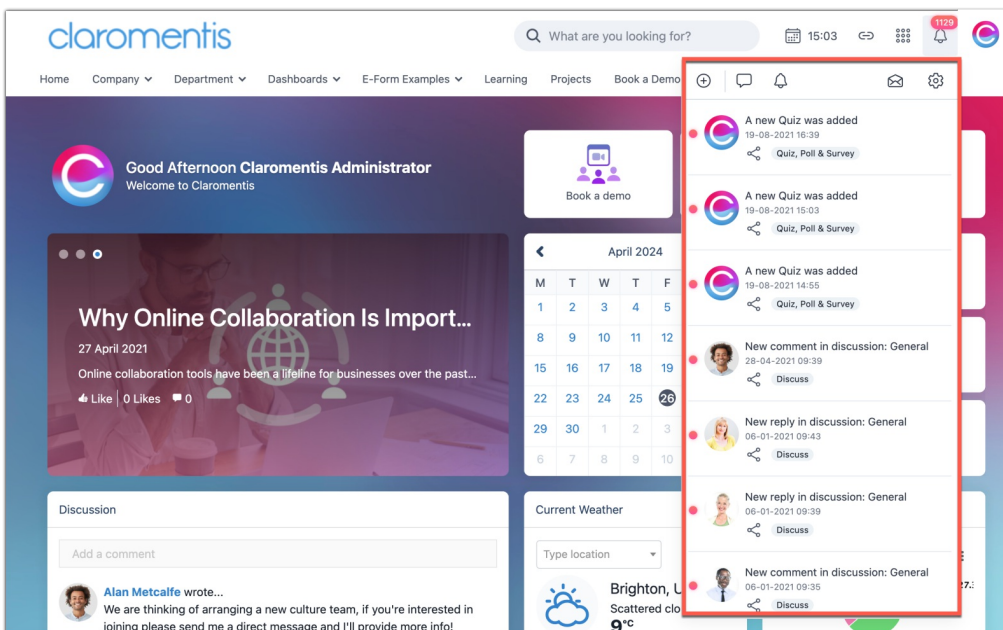 claromentis
What are you looking for?
15:03
1129
Home
Company
Department
Dashboards
E-Form Examples
Learning
Projects
Book a Demo
Good Afternoon Claromentis Administrator
Welcome to Claromentis
Book a demo
Why Online Collaboration Is Import...
27 April 2021
Online collaboration tools have been a lifeline for businesses over the past...
Like 0 Likes 0
April 2024
M T W T F
1 2 3 4 5
8 9 10 11 12
15 16 17 18 19
22 23 24 25 26
29 30 1 2 3
6 7 8 9 10
Discussion
Add a comment
Alan Metcalfe wrote...
We are thinking of arranging a new culture team, if you're interested in
joining please send me a direct message and I'll provide more info!
Current Weather
Type location
Brighton, U
Scattered clo
9°C
A new Quiz was added
19-08-2021 16:39
Quiz, Poll & Survey
A new Quiz was added
19-08-2021 15:03
Quiz, Poll & Survey
A new Quiz was added
19-08-2021 14:55
Quiz, Poll & Survey
New comment in discussion: General
28-04-2021 09:39
Discuss
New reply in discussion: General
06-01-2021 09:43
Discuss
New reply in discussion: General
06-01-2021 09:39
Discuss
New comment in discussion: General
06-01-2021 09:35
Discuss